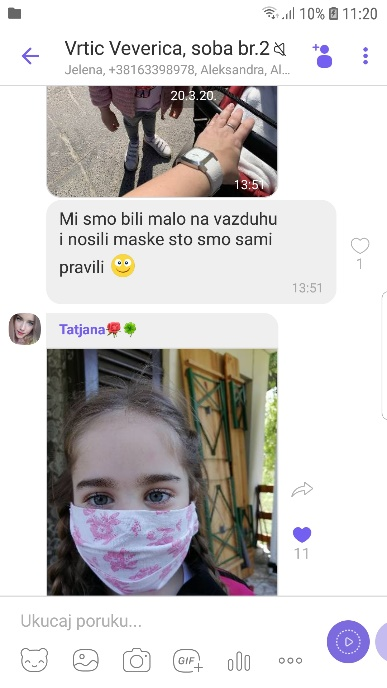 10% 11:20
Vrtic Veverica, soba br.2
Jelena, +38163398978, Aleksandra, Al...
20.3.20.
13:51
Mi smo bili malo na vazduhu
i nosili maske sto smo sami
pravili
1
13:51
Tatjana
11
Ukucaj poruku...
GIF+